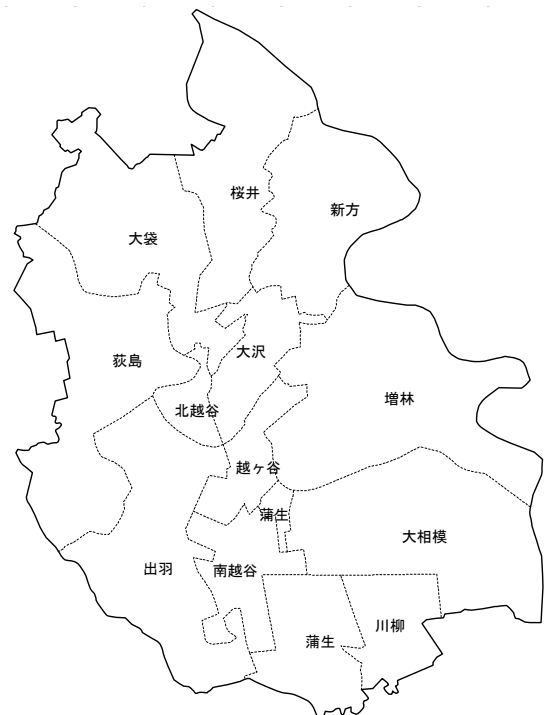 桜井
新方
大袋
大沢
荻島
増林
北越谷
越ヶ谷
蒲生
大相模
出羽
南越谷
川柳
蒲生